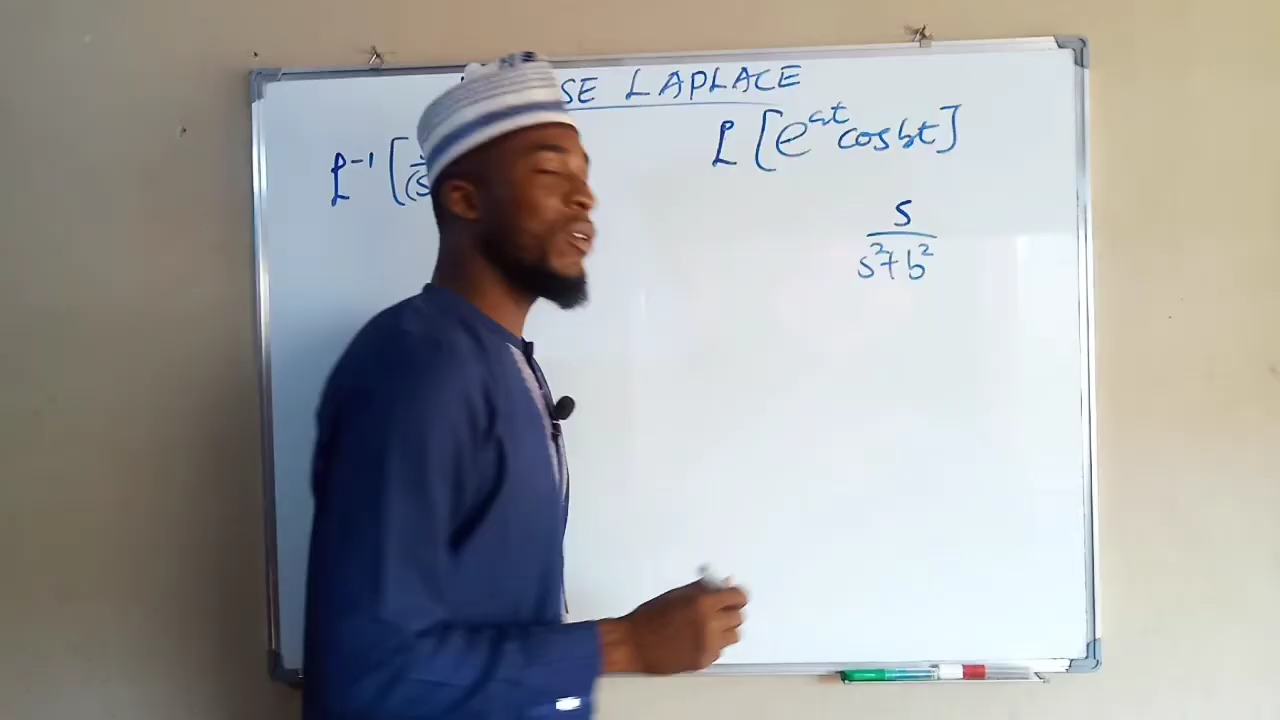 SE LAPLACE
ℒ⁻¹ [
ℒ [e^{at} cos bt]
s
s² + b²